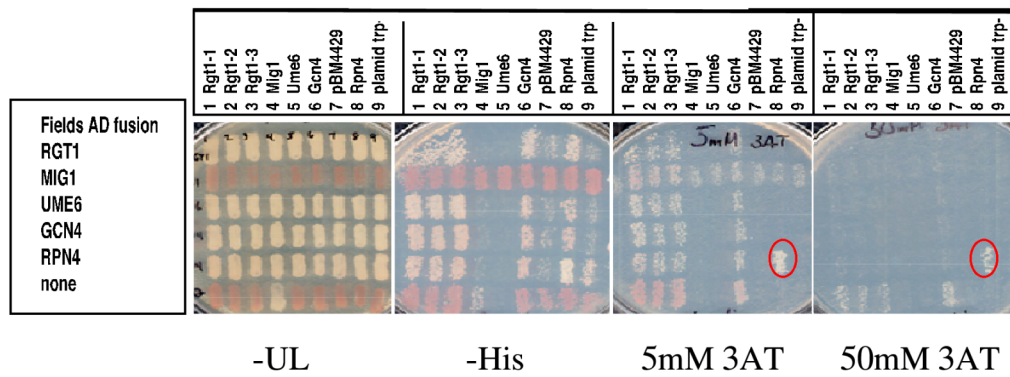 1 Rgt1-1
2 Rgt1-2
3 Rgt1-3
4 Mig1
5 Ume6
6 Gcn4
7 pBM4429
8 Rpn4
9 plamid trp-
1 Rgt1-1
2 Rgt1-2
3 Rgt1-3
4 Mig1
5 Ume6
6 Gcn4
7 pBM4429
8 Rpn4
9 plamid trp-
1 Rgt1-1
2 Rgt1-2
3 Rgt1-3
4 Mig1
5 Ume6
6 Gcn4
7 pBM4429
8 Rpn4
9 plamid trp-
1 Rgt1-1
2 Rgt1-2
3 Rgt1-3
4 Mig1
5 Ume6
6 Gcn4
7 pBM4429
8 Rpn4
9 plamid trp-
Fields AD fusion
RGT1
MIG1
UME6
GCN4
RPN4
none
5mM 3AT
50mM 3AT
-UL
-His
5mM 3AT
50mM 3AT